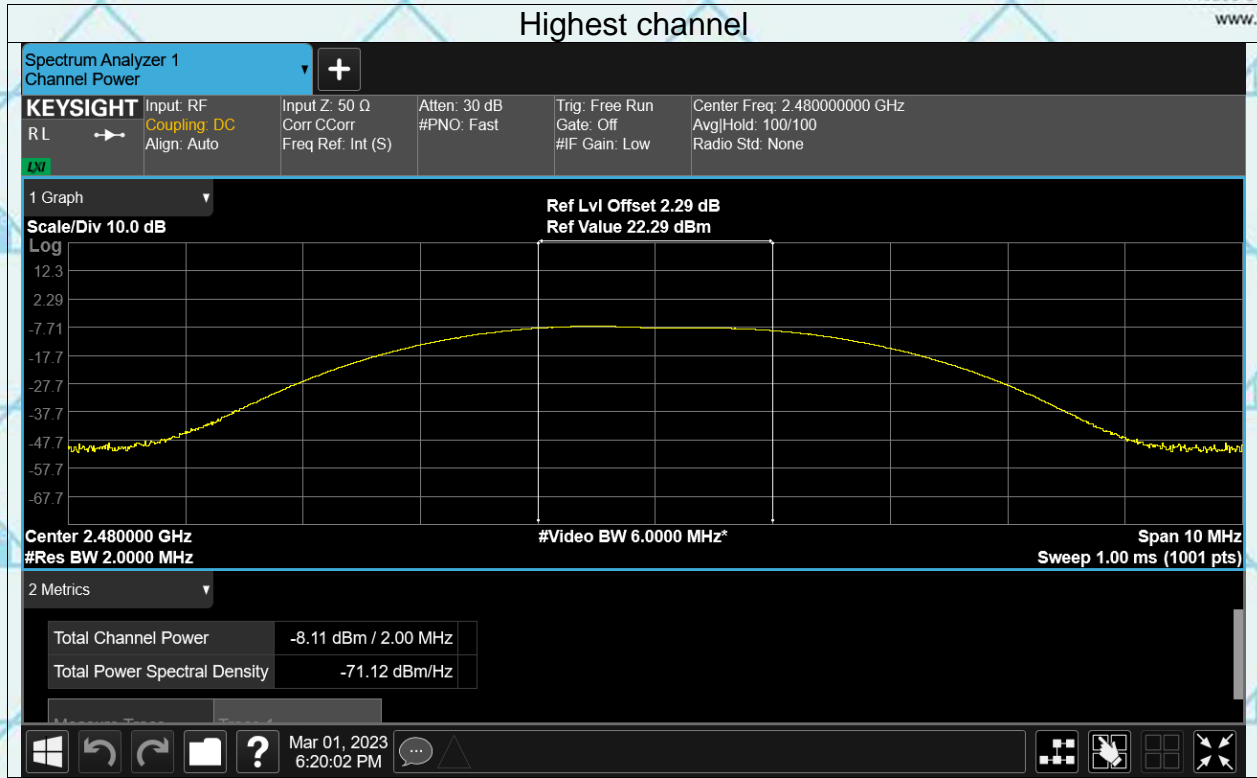 Highest channel
www.
Spectrum Analyzer 1
Channel Power
KEYSIGHT
R L
LXI
Input: RF
Coupling: DC
Align: Auto
Input Z: 50 Ω
Corr CCorr
Freq Ref: Int (S)
Atten: 30 dB
#PNO: Fast
Trig: Free Run
Gate: Off
#IF Gain: Low
Center Freq: 2.480000000 GHz
Avg|Hold: 100/100
Radio Std: None
1 Graph
Scale/Div 10.0 dB
Ref Lvl Offset 2.29 dB
Ref Value 22.29 dBm
Log
12.3
2.29
-7.71
-17.7
-27.7
-37.7
-47.7
-57.7
-67.7
Center 2.480000 GHz
#Res BW 2.0000 MHz
#Video BW 6.0000 MHz*
Span 10 MHz
Sweep 1.00 ms (1001 pts)
2 Metrics
Total Channel Power -8.11 dBm / 2.00 MHz
Total Power Spectral Density -71.12 dBm/Hz
?
Mar 01, 2023
6:20:02 PM